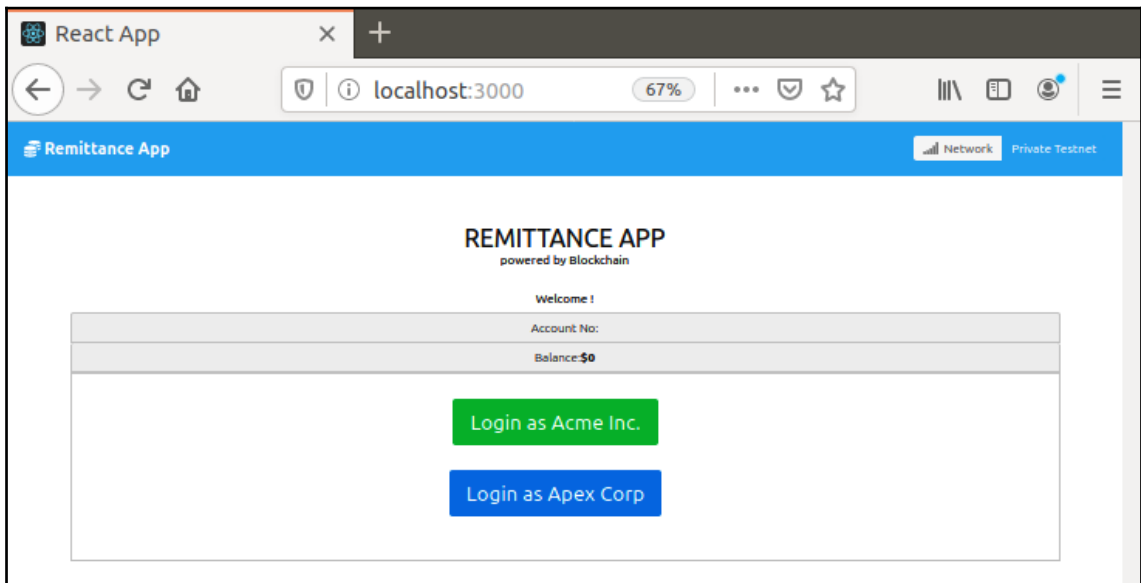 React App
localhost:3000 67%
Remittance App Network Private Testnet
REMITTANCE APP
powered by Blockchain
Welcome !
Account No:
Balance:$0
Login as Acme Inc.
Login as Apex Corp